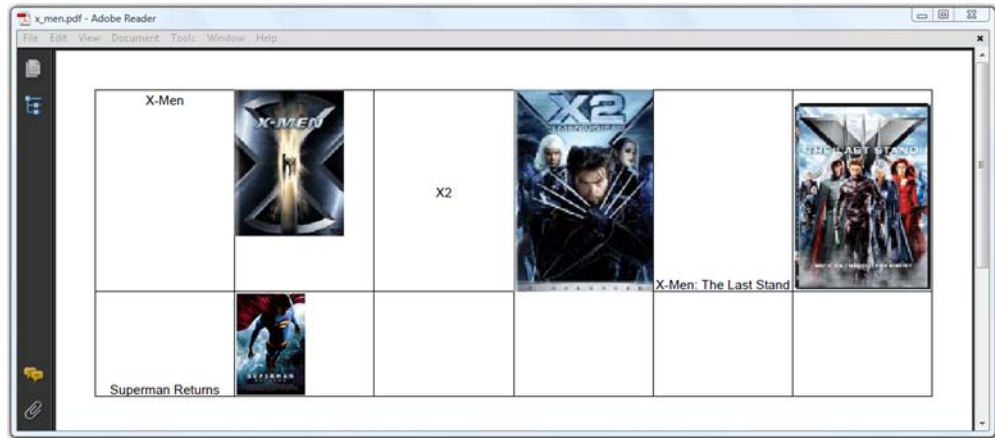 x_men.pdf - Adobe Reader
File Edit View Document Tools Window Help
X-Men
X-MEN
X2
X2
THE LAST STAND
X-Men: The Last Stand
Superman Returns
SUPERMAN